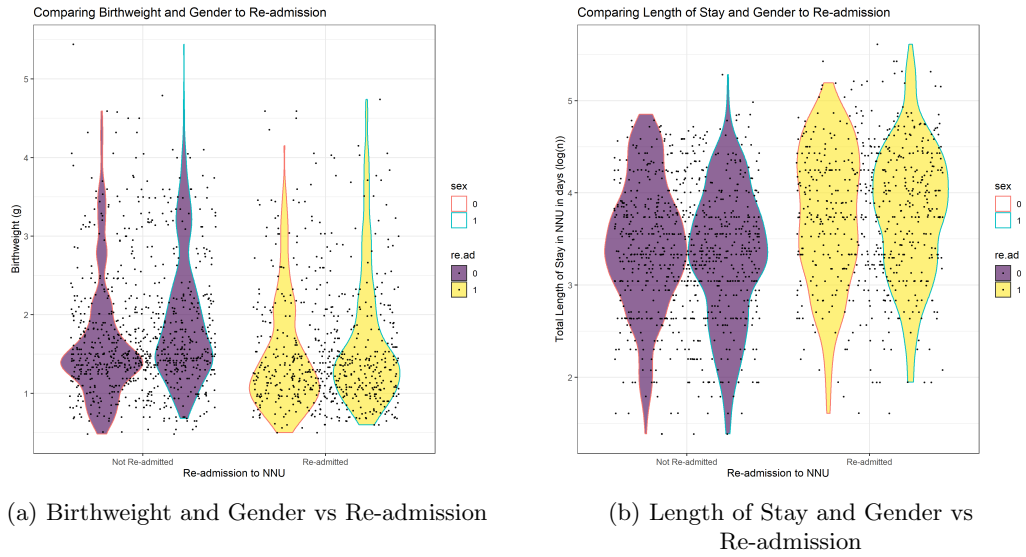 Comparing Birthweight and Gender to Re-admission
Birthweight (g)
5
4
3
2
1
Not Re-admitted
Re-admitted
Re-admission to NNU
sex
0
1
re.ad
0
1
(a) Birthweight and Gender vs Re-admission
Comparing Length of Stay and Gender to Re-admission
Total Length of Stay in NNU in days (log(n))
5
4
3
2
Not Re-admitted
Re-admitted
Re-admission to NNU
sex
0
1
re.ad
0
1
(b) Length of Stay and Gender vs
Re-admission